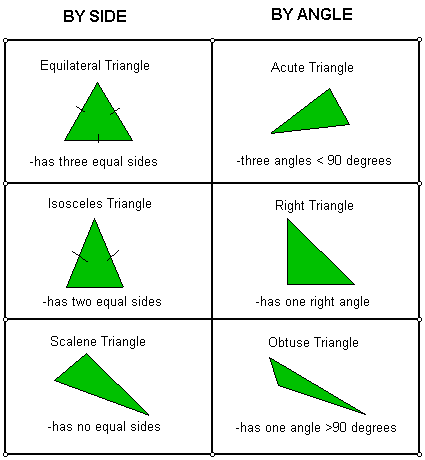 BY SIDE
BY ANGLE
Equilateral Triangle
-has three equal sides
Acute Triangle
-three angles < 90 degrees
Isosceles Triangle
-has two equal sides
Right Triangle
-has one right angle
Scalene Triangle
-has no equal sides
Obtuse Triangle
-has one angle >90 degrees